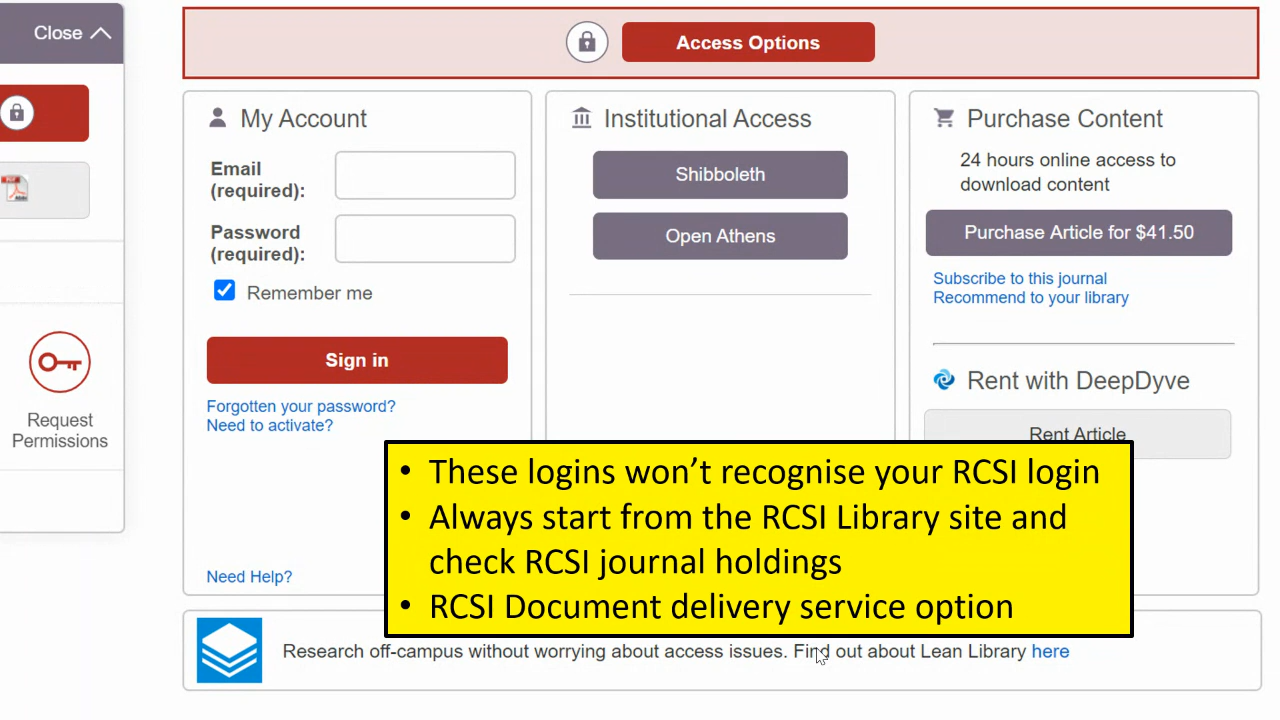 Close
Access Options
Request
Permissions
My Account
Email
(required):
Password
(required):
Remember me
Sign in
Forgotten your password?
Need to activate?
Need Help?
Institutional Access
Shibboleth
Open Athens
Purchase Content
24 hours online access to
download content
Purchase Article for $41.50
Subscribe to this journal
Recommend to your library
Rent with DeepDyve
Rent Article
• These logins won’t recognise your RCSI login
• Always start from the RCSI Library site and
check RCSI journal holdings
• RCSI Document delivery service option
Research off-campus without worrying about access issues. Find out about Lean Library here